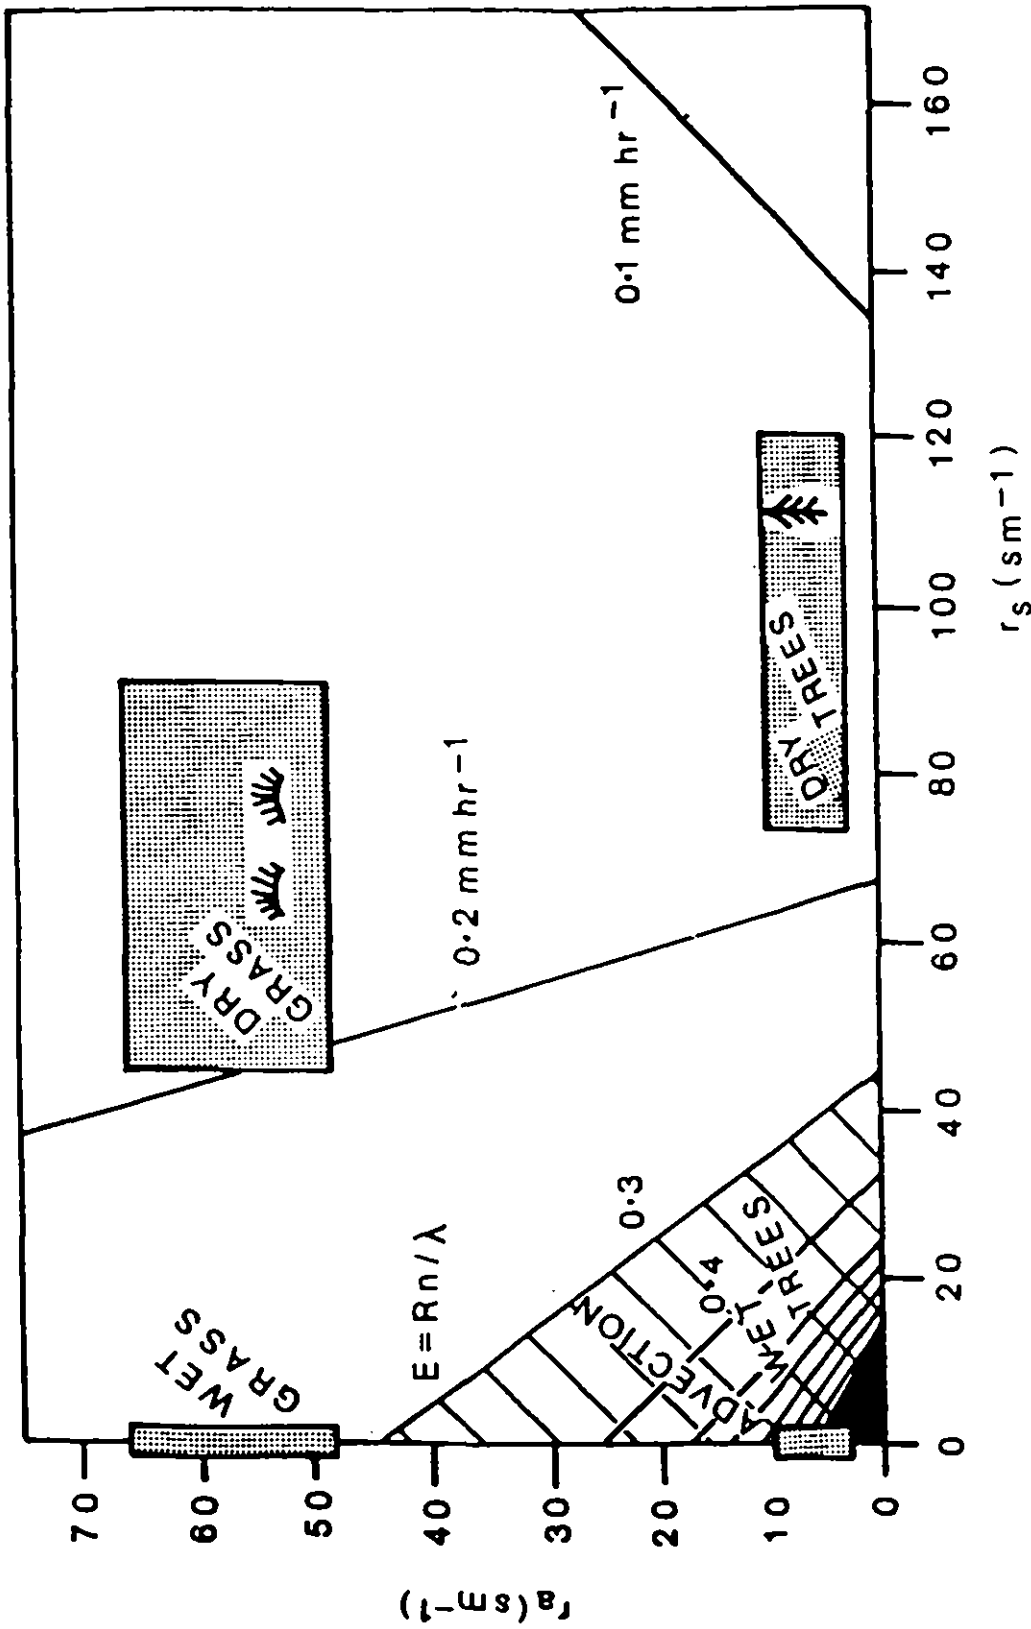 WET
GRASS
DRY
GRASS
0·2 mm hr⁻¹
0·1 mm hr⁻¹
E=Rn/λ
0·3
0·4
ADVECTION
WET
TREES
DRY TREES
rₐ(sm⁻¹)
70
60
50
40
30
20
10
0
0
20
40
60
80
100
120
140
160
rₛ (sm⁻¹)